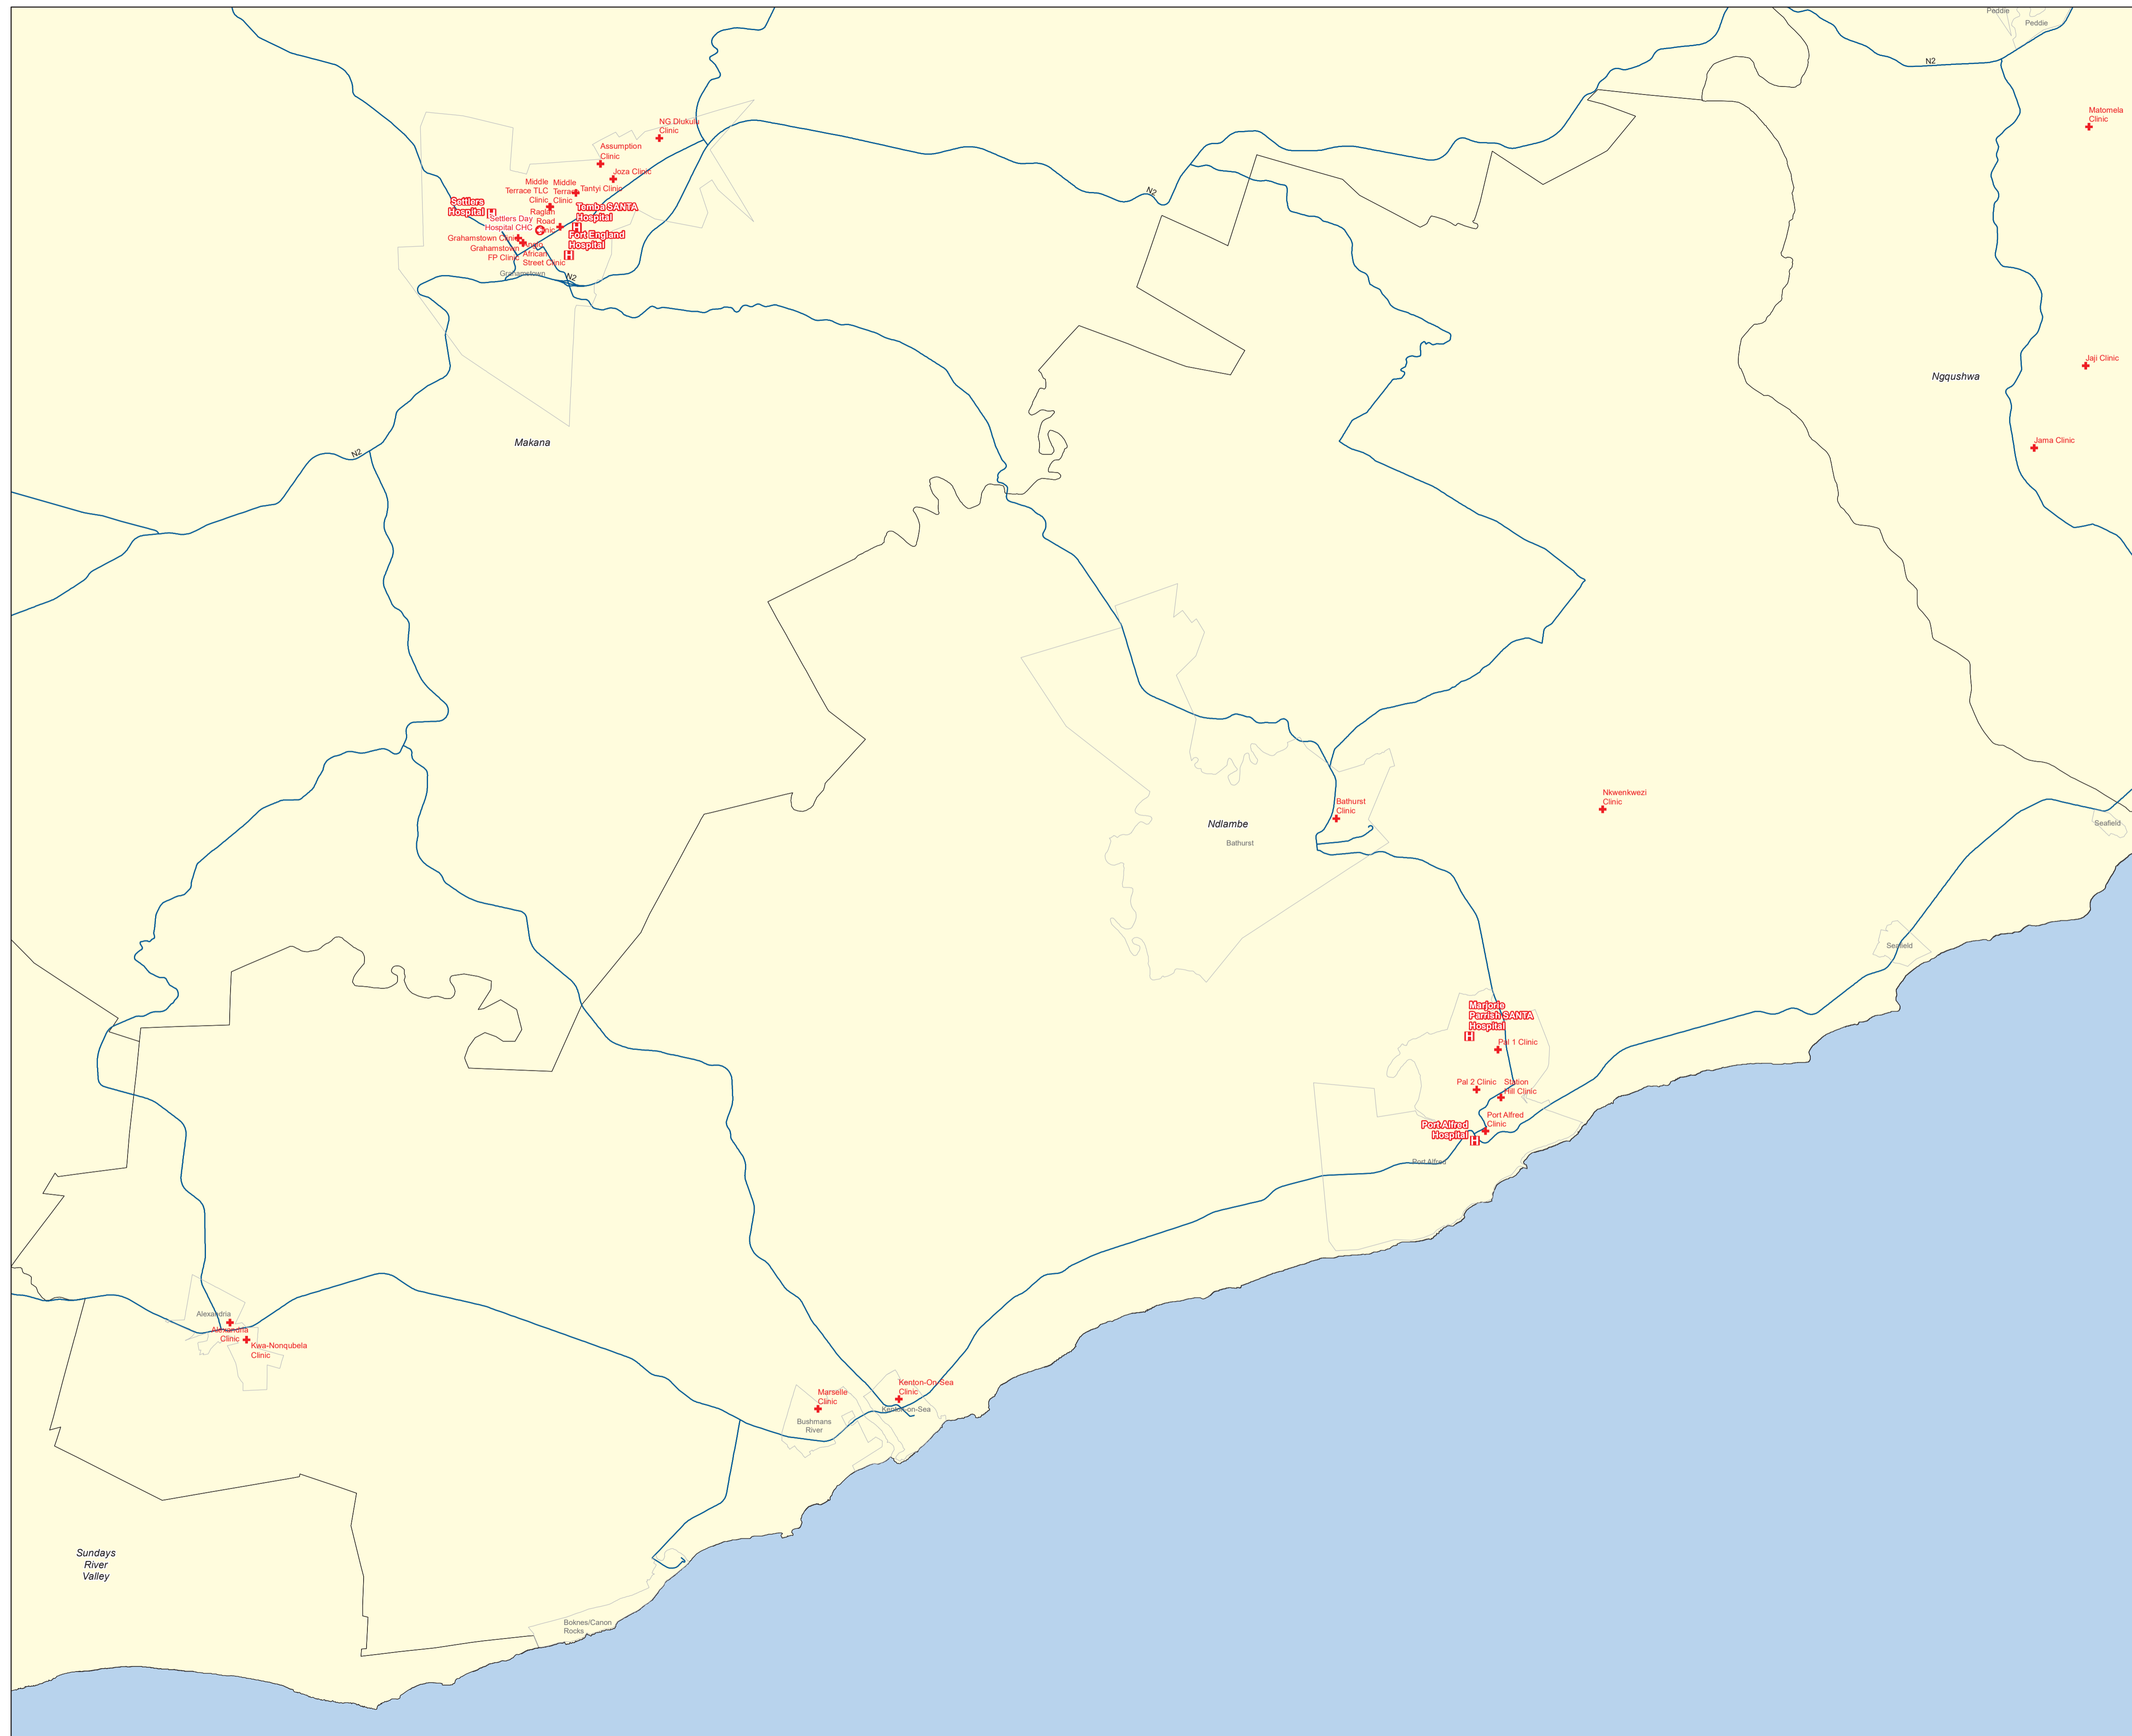 Peddie
Peddie
N2
Matomela
Clinic
NG Dlukulu
Clinic
Assumption
Clinic
Joza Clinic
Middle
Terrace TLC
Clinic
Middle
Terrace
Clinic
Tantyi Clinic
N2
Settlers
Hospital
Temba SANTA
Hospital
Raglan
Road
Clinic
Settlers Day
Hospital CHC
Fort England
Hospital
Grahamstown Clinic
Grahamstown
FP Clinic
Anglo
African
Street Clinic
Grahamstown
N2
Jaji Clinic
Ngqushwa
Makana
Jama Clinic
N2
Nkwenkwezi
Clinic
Bathurst
Clinic
Ndlambe
Bathurst
Seafield
Seafield
Marjorie
Parrish SANTA
Hospital
Pal 1 Clinic
Pal 2 Clinic
Station
Hill Clinic
Port Alfred
Clinic
Port Alfred
Hospital
Port Alfred
Alexandria
Alexandria
Clinic
Kwa-Nonqubela
Clinic
Kenton-On-Sea
Clinic
Marselle
Clinic
Kenton-on-Sea
Bushmans
River
Sundays
River
Valley
Boknes/Canon
Rocks